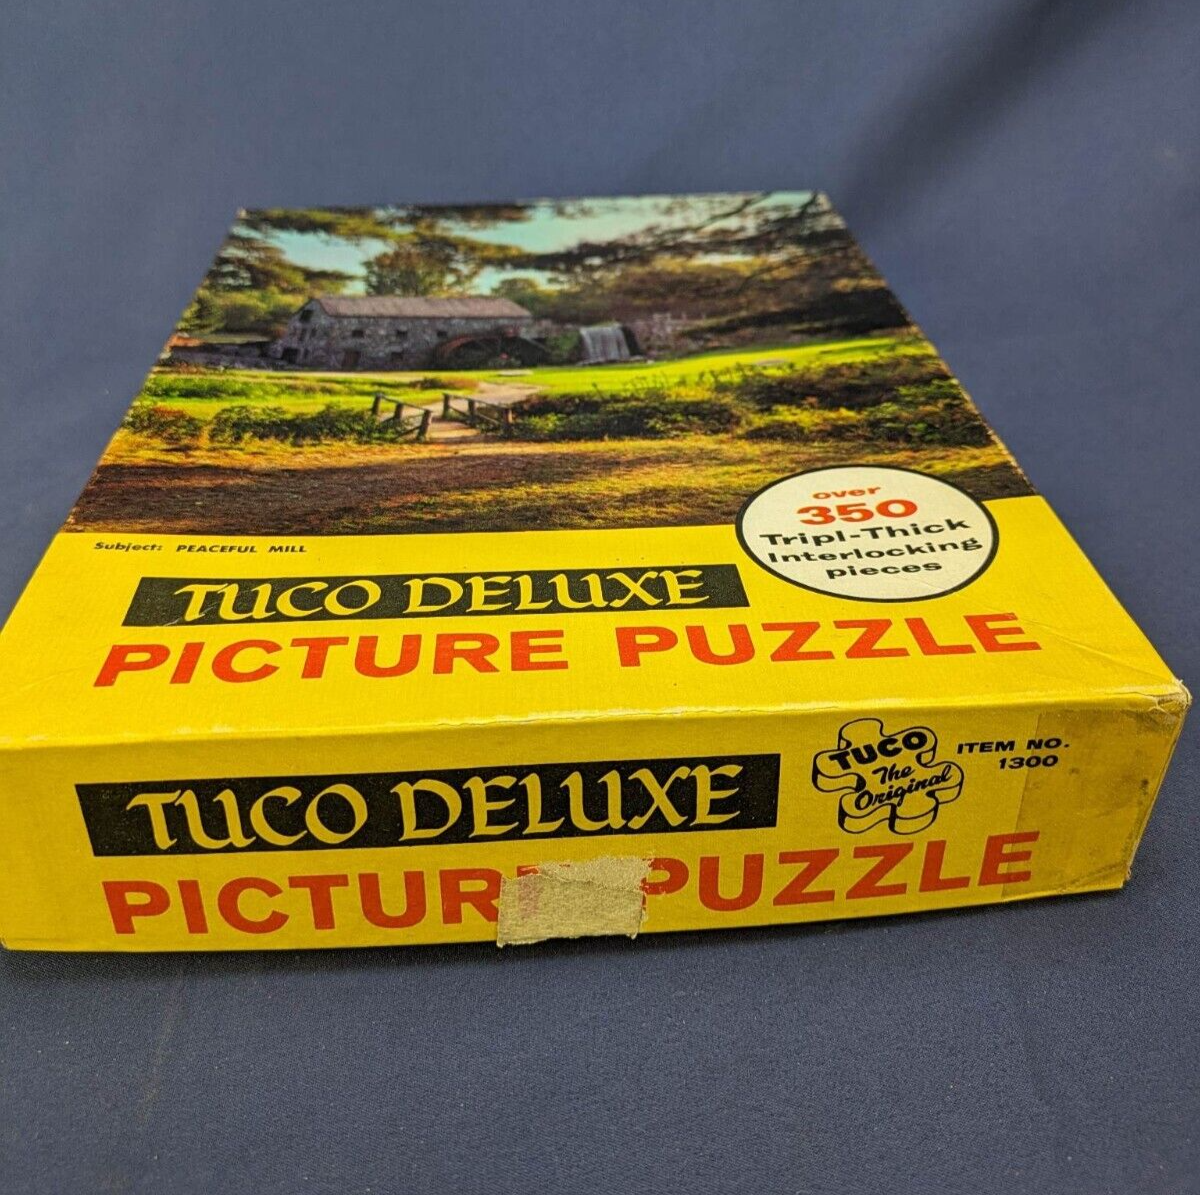 over
350
Tripl-Thick
Interlocking
pieces
Subject: PEACEFUL MILL
TUCO DELUXE
PICTURE PUZZLE
TUCO DELUXE
TUCO
The
Original
ITEM NO.
1300
PUZZLE